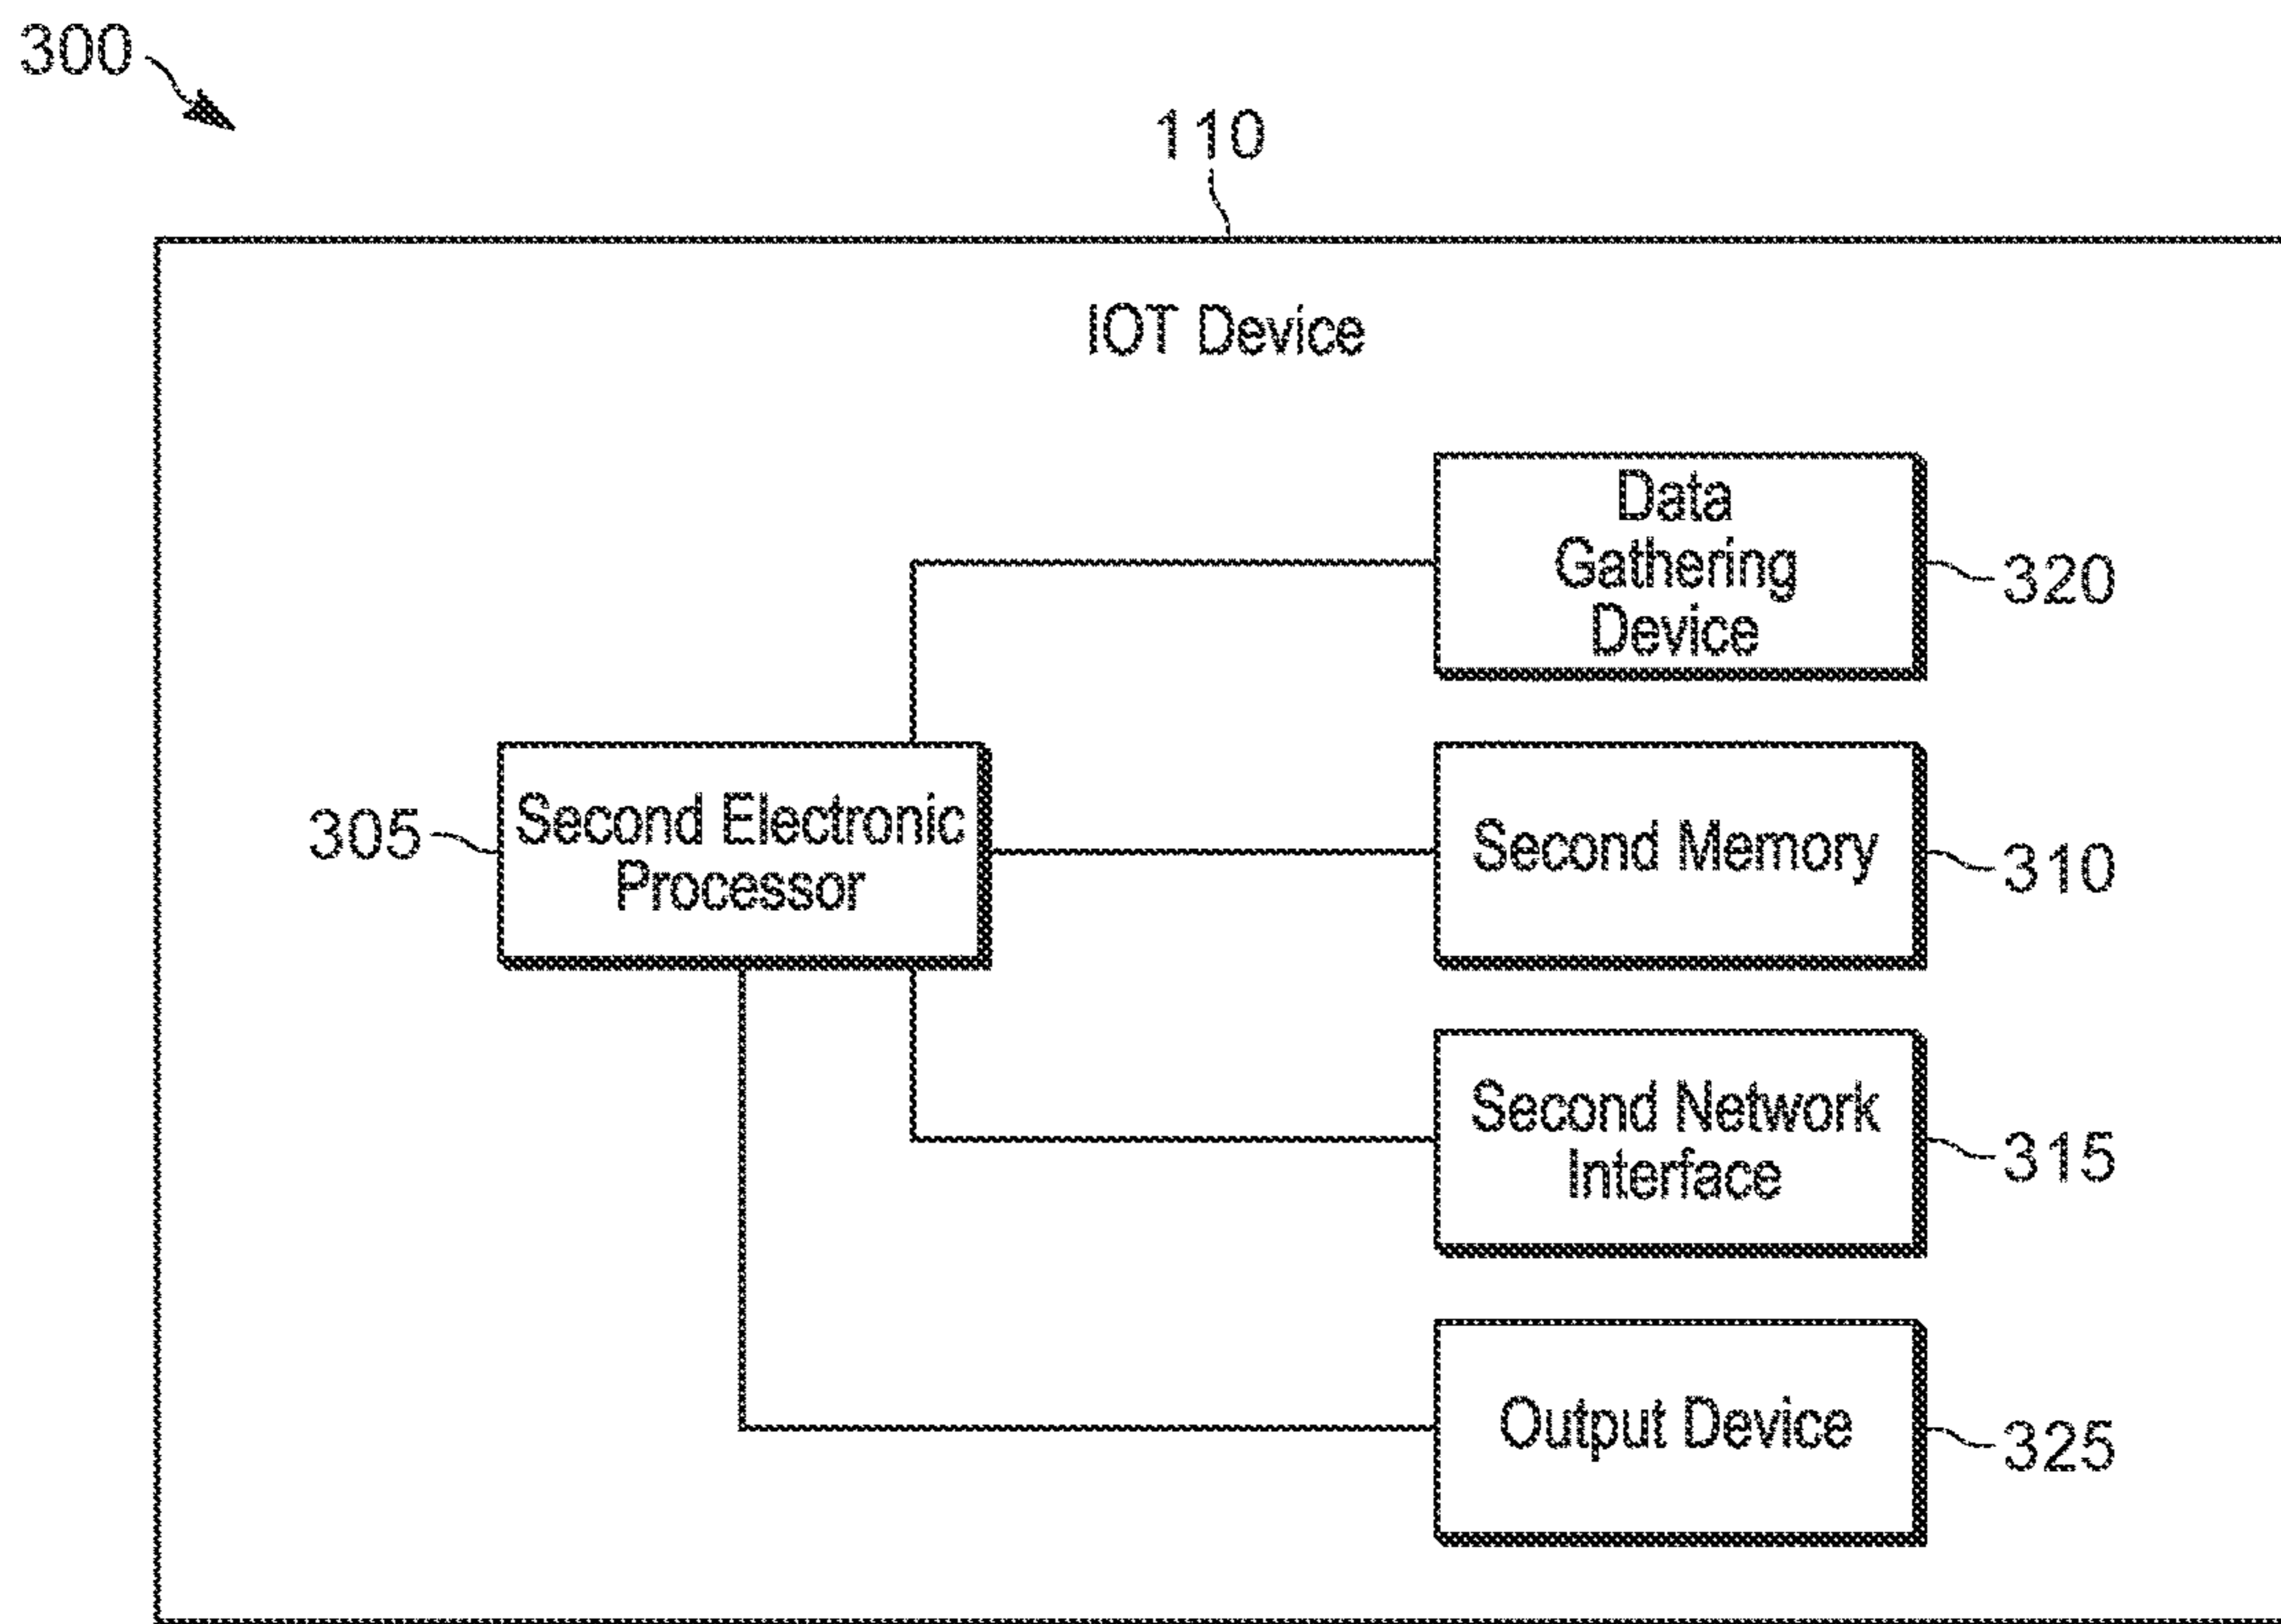 300
110
IOT Device
Data
Gathering
Device
320
305
Second Electronic
Processor
Second Memory
310
Second Network
Interface
315
Output Device
325